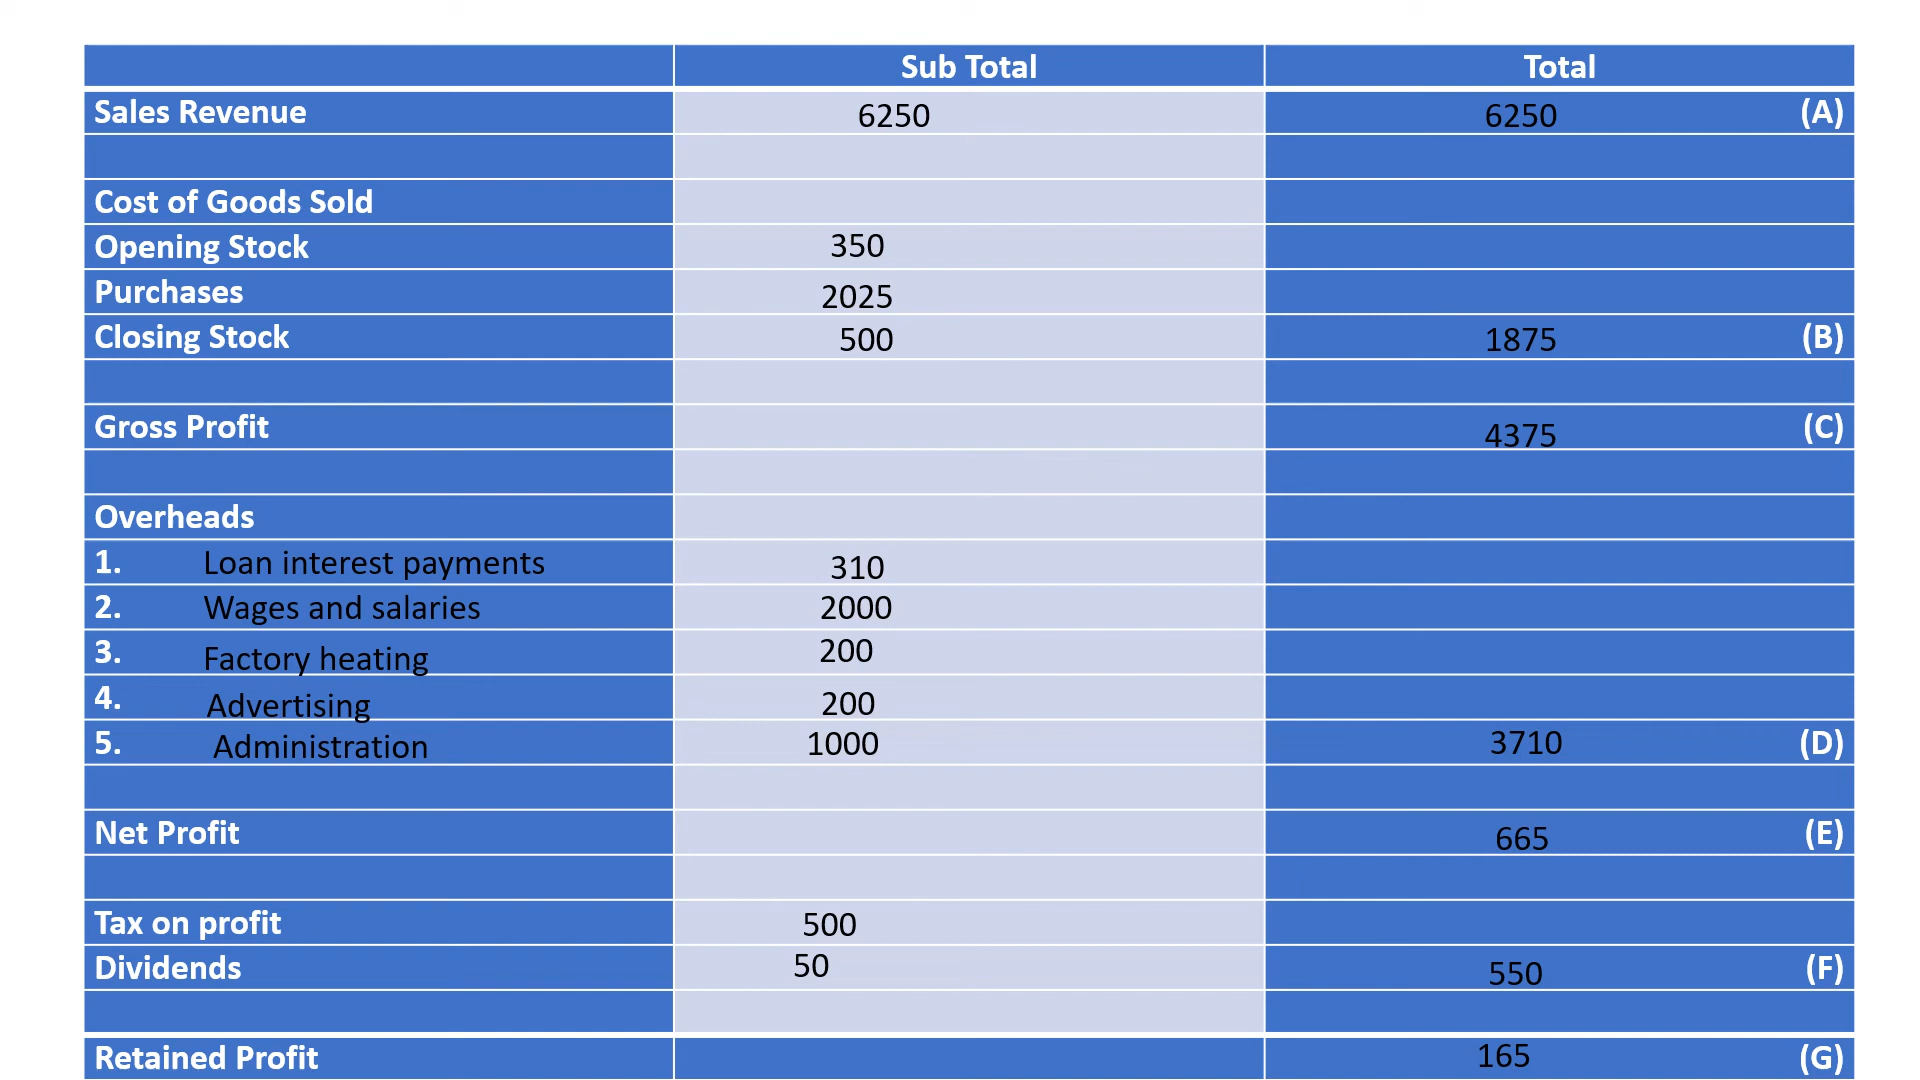 Sub Total Total
Sales Revenue 6250 6250 (A)
Cost of Goods Sold
Opening Stock 350
Purchases 2025
Closing Stock 500 1875 (B)
Gross Profit 4375 (C)
Overheads
1. Loan interest payments 310
2. Wages and salaries 2000
3. Factory heating 200
4. Advertising 200
5. Administration 1000 3710 (D)
Net Profit 665 (E)
Tax on profit 500
Dividends 50 550 (F)
Retained Profit 165 (G)